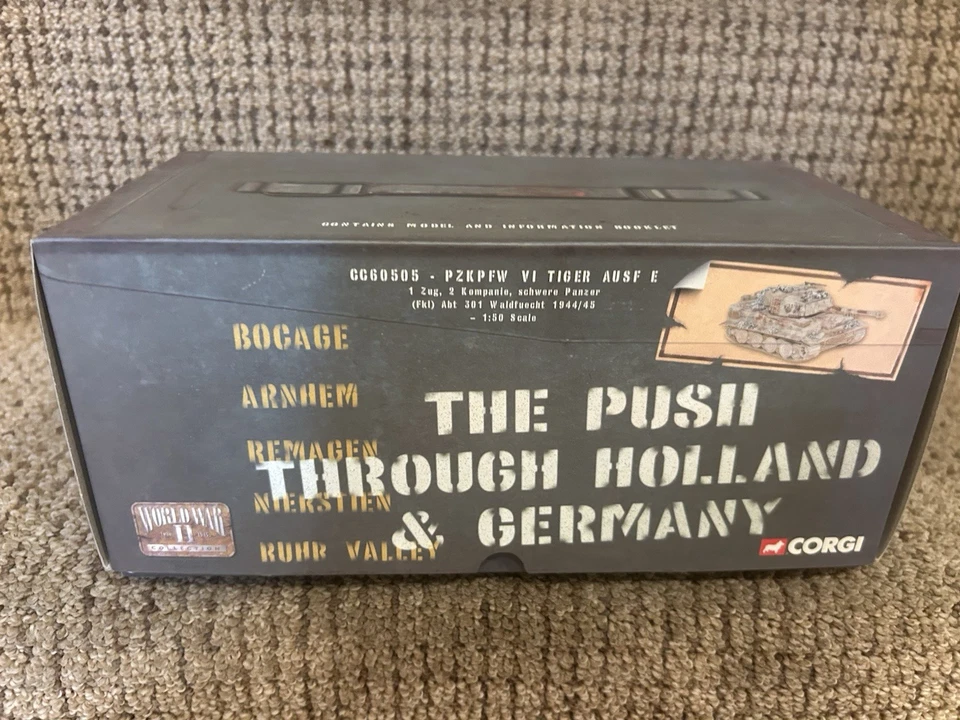 CONTAINS MODEL AND INFORMATION BOOKLET
CC60505 - PZKPFW VI TIGER AUSF E
1 Zug, 2 Kompanie, schwere Panzer
(Fkl) Abt 301 Waldfuecht 1944/45
- 1:50 Scale
BOCAGE
ARNHEM
REMAGEN
NIERSTIEN
RUHR VALLEY
THE PUSH
THROUGH HOLLAND
& GERMANY
WORLD WAR
II
COLLECTION
CORGI